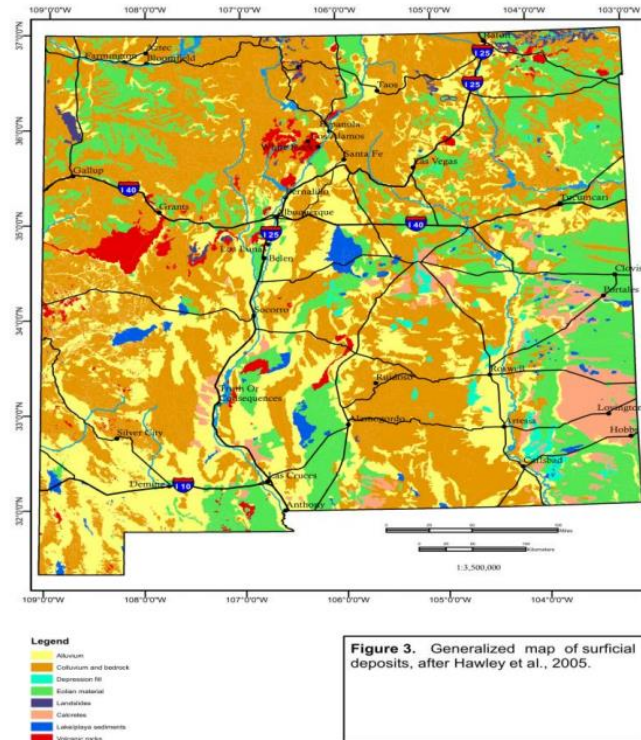 37°0'0"N
36°0'0"N
35°0'0"N
34°0'0"N
33°0'0"N
32°0'0"N
Raton
Aztec
Farmington
Bloomfield
I 25
I 25
Taos
Espanola
Los Alamos
Santa Fe
Las Vegas
Gallup
I 40
Bernalillo
Grants
Albuquerque
Tucumcari
I 40
I 25
Los Lunas
Belen
Clovis
Portales
Socorro
Ruidoso
Roswell
Truth Or
Consequences
Lovington
Alamogordo
Artesia
Silver City
Hobbs
Carlsbad
Deming
I 10
Las Cruces
Anthony
Miles
Kilometers
1:3,500,000
109°0'0"W
108°0'0"W
107°0'0"W
106°0'0"W
105°0'0"W
104°0'0"W
103°0'0"W
Legend
Alluvium
Colluvium and bedrock
Depression fill
Eolian material
Landslides
Calcretes
Lake/playa sediments
Volcanic rocks
Figure 3. Generalized map of surficial
deposits, after Hawley et al., 2005.